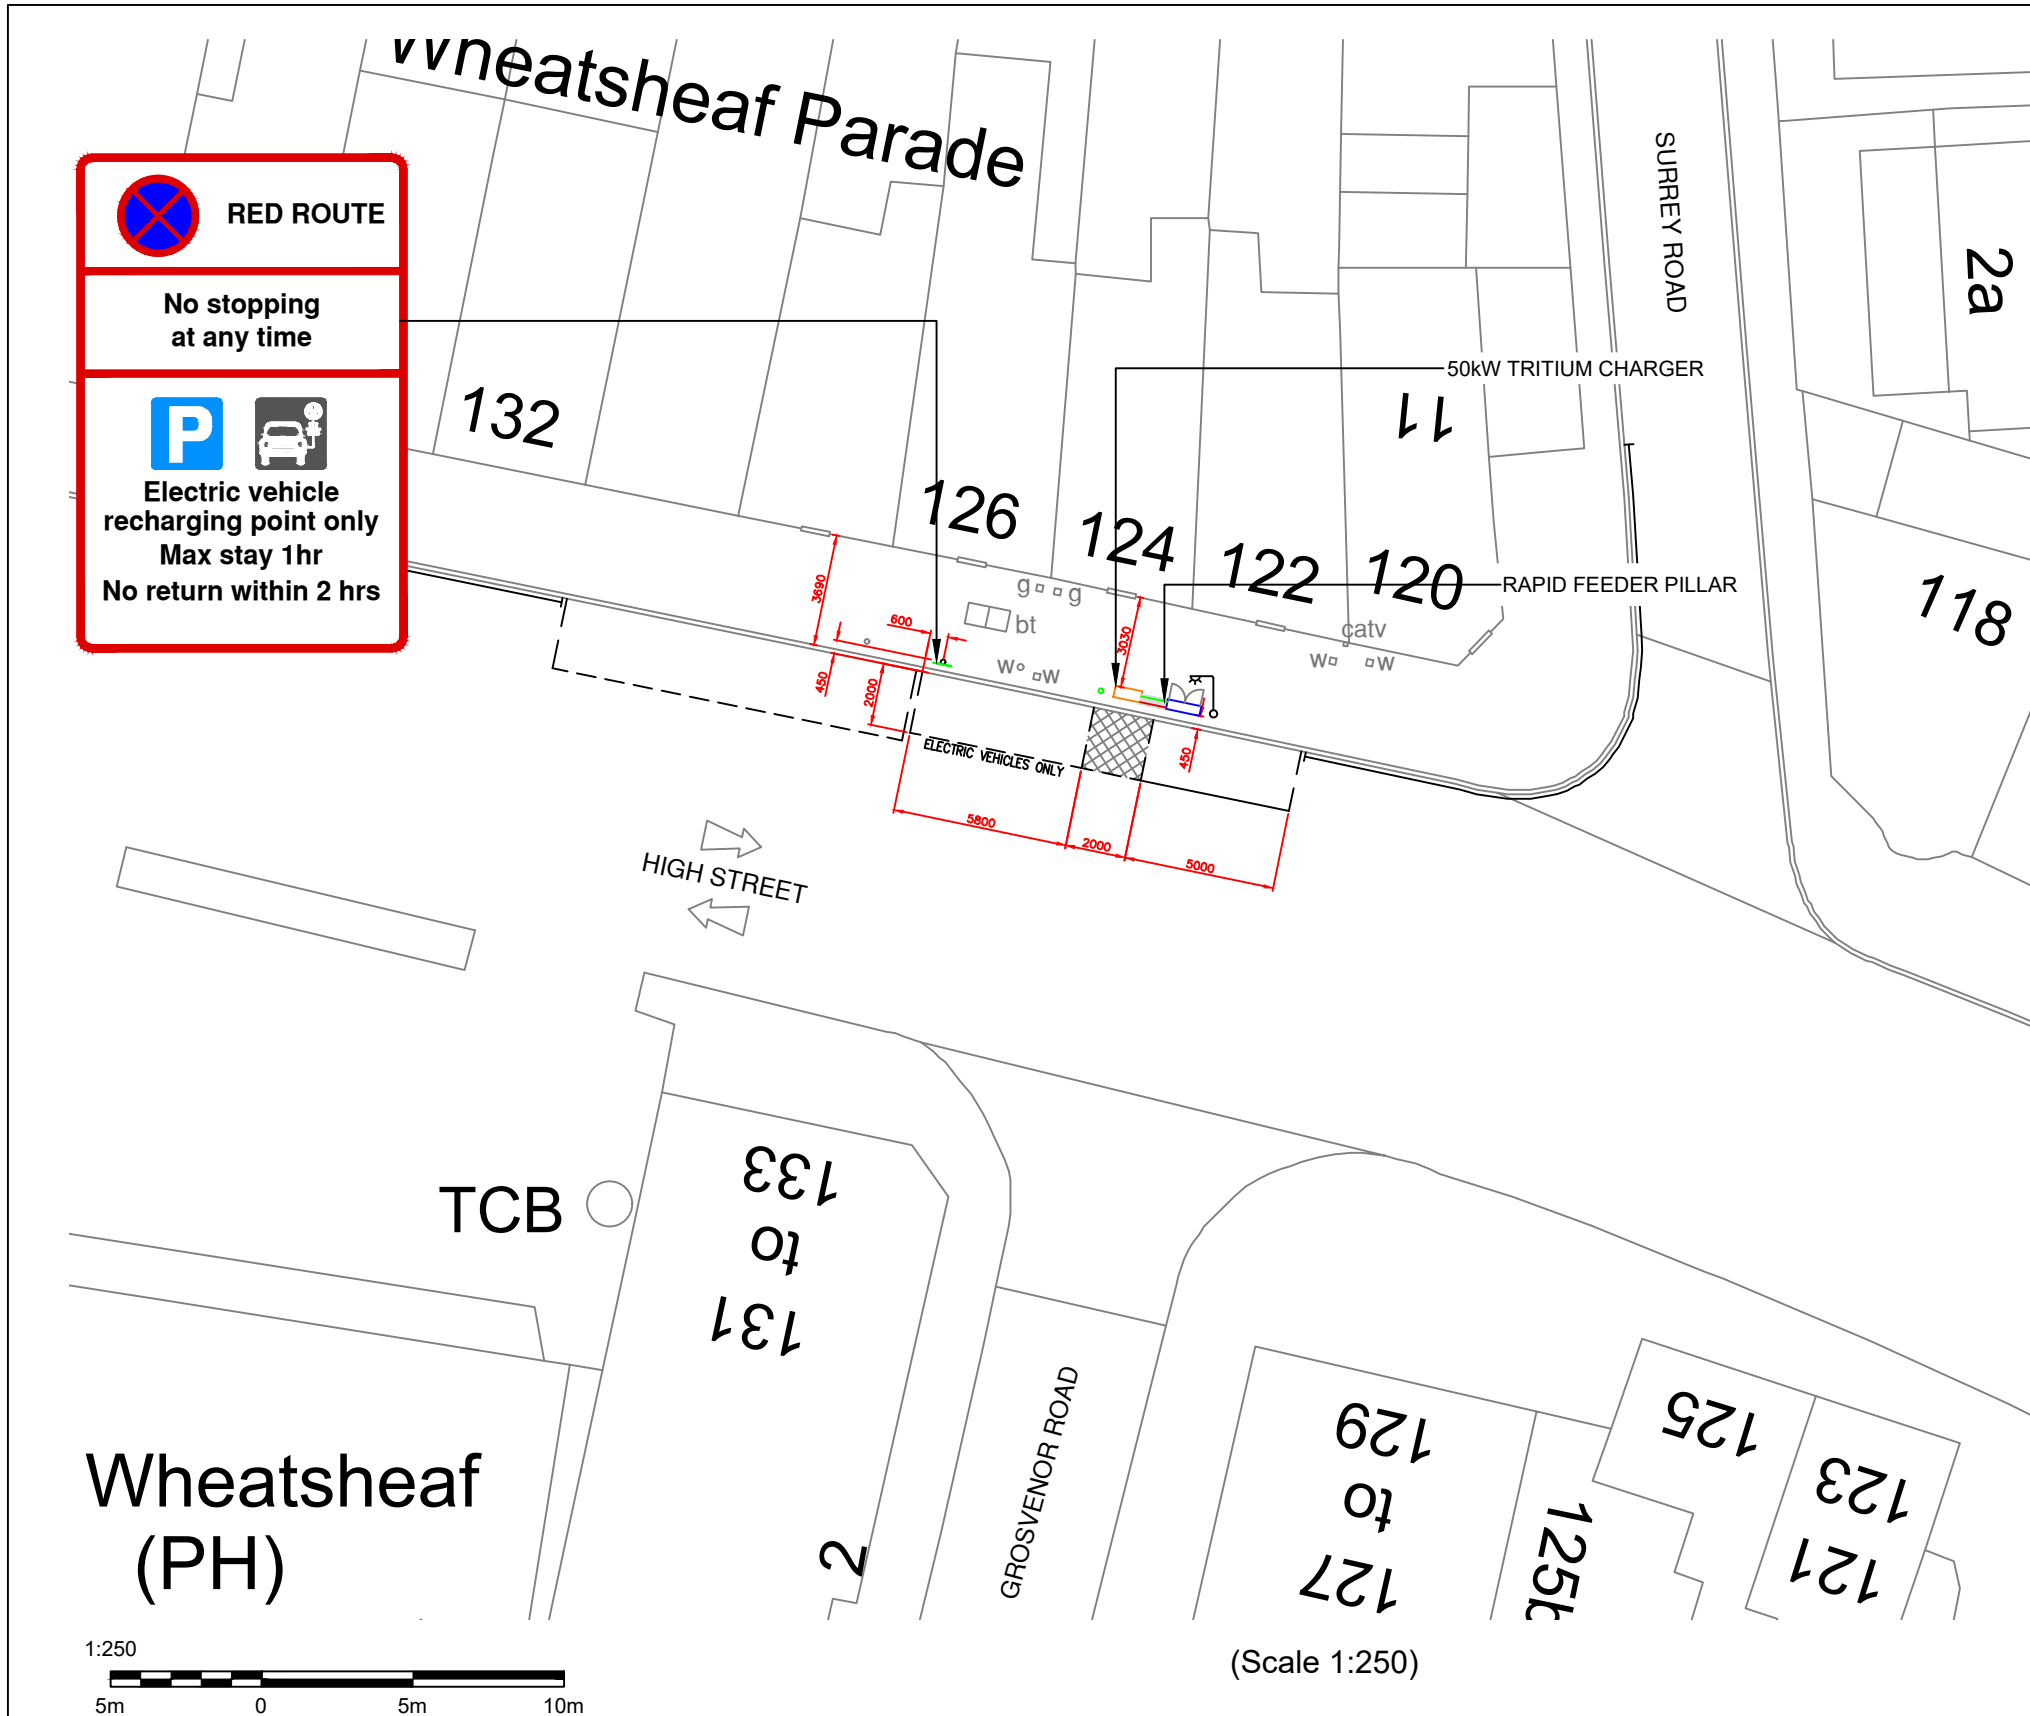 Wheatsheaf Parade
RED ROUTE
No stopping
at any time
P
Electric vehicle
recharging point only
Max stay 1hr
No return within 2 hrs
SURREY ROAD
2a
50kW TRITIUM CHARGER
11
132
126
124
122
120
RAPID FEEDER PILLAR
118
g
g
bt
catv
w
w
w
w
3690
600
3030
450
2000
450
ELECTRIC VEHICLES ONLY
5800
2000
5000
HIGH STREET
TCB
133
to
131
2
GROSVENOR ROAD
129
to
127
125b
125
123
121
Wheatsheaf
(PH)
1:250
5m 0 5m 10m
(Scale 1:250)